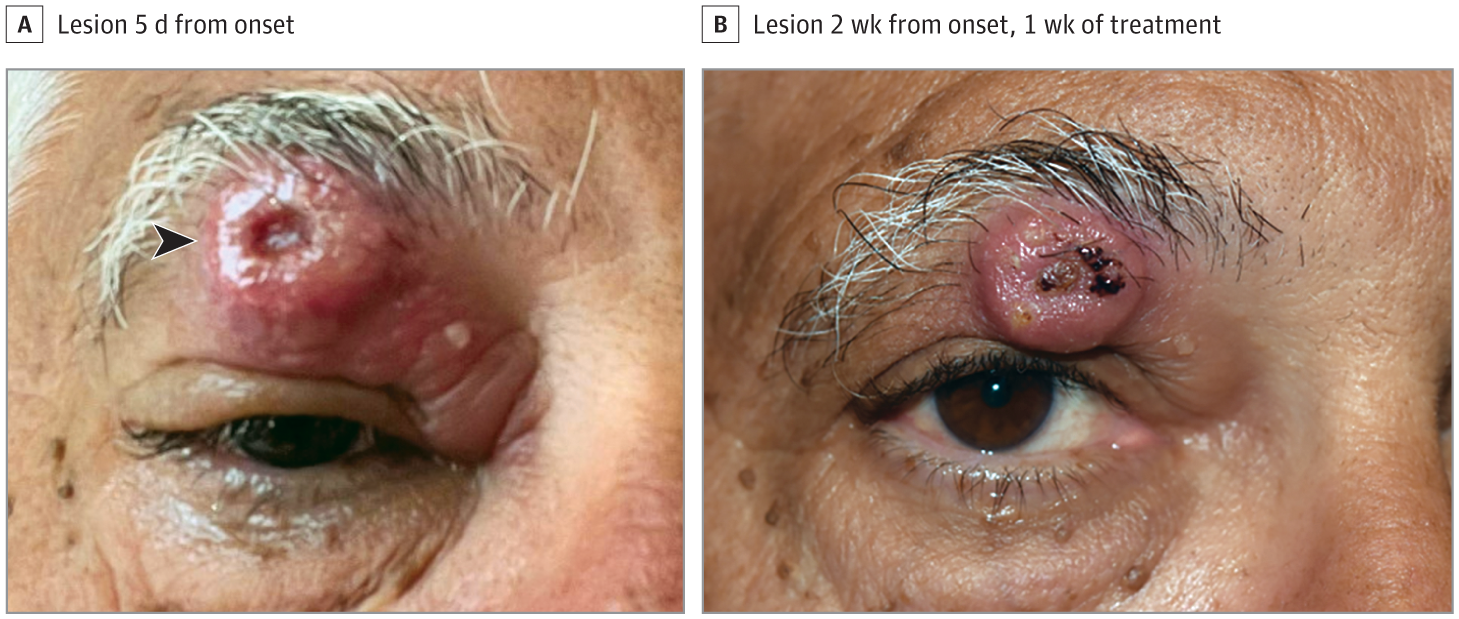 A Lesion 5 d from onset
B Lesion 2 wk from onset, 1 wk of treatment